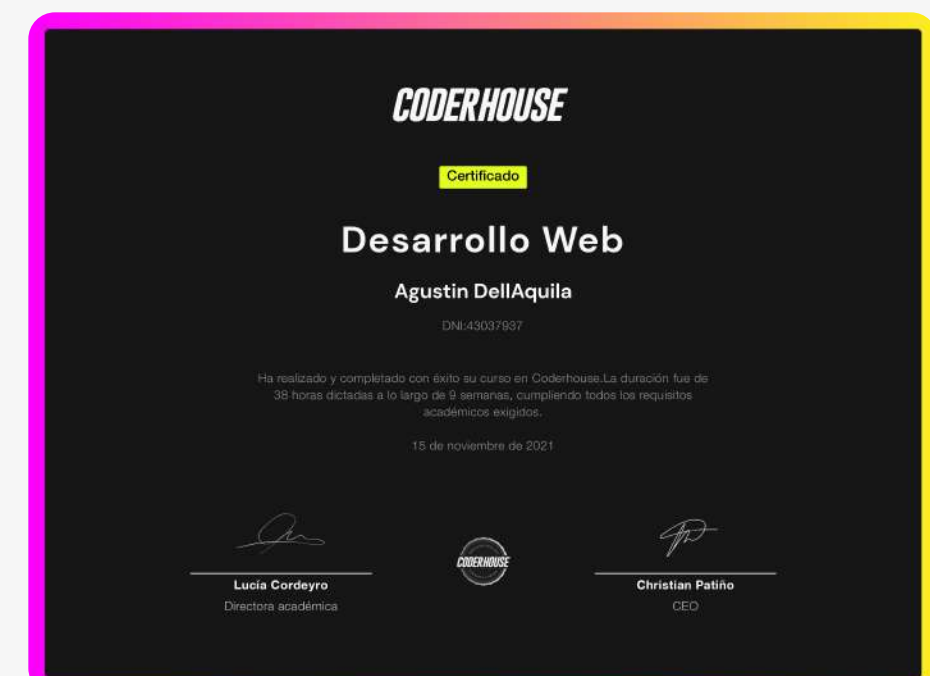 CODERHOUSE
Certificado
Desarrollo Web
Agustin DellAquila
DNI:43037937
Ha realizado y completado con éxito su curso en Coderhouse.La duración fue de
38 horas dictadas a lo largo de 9 semanas, cumpliendo todos los requisitos
académicos exigidos.
15 de noviembre de 2021
CODERHOUSE
Lucía Cordeyro
Christian Patiño
Directora académica
CEO